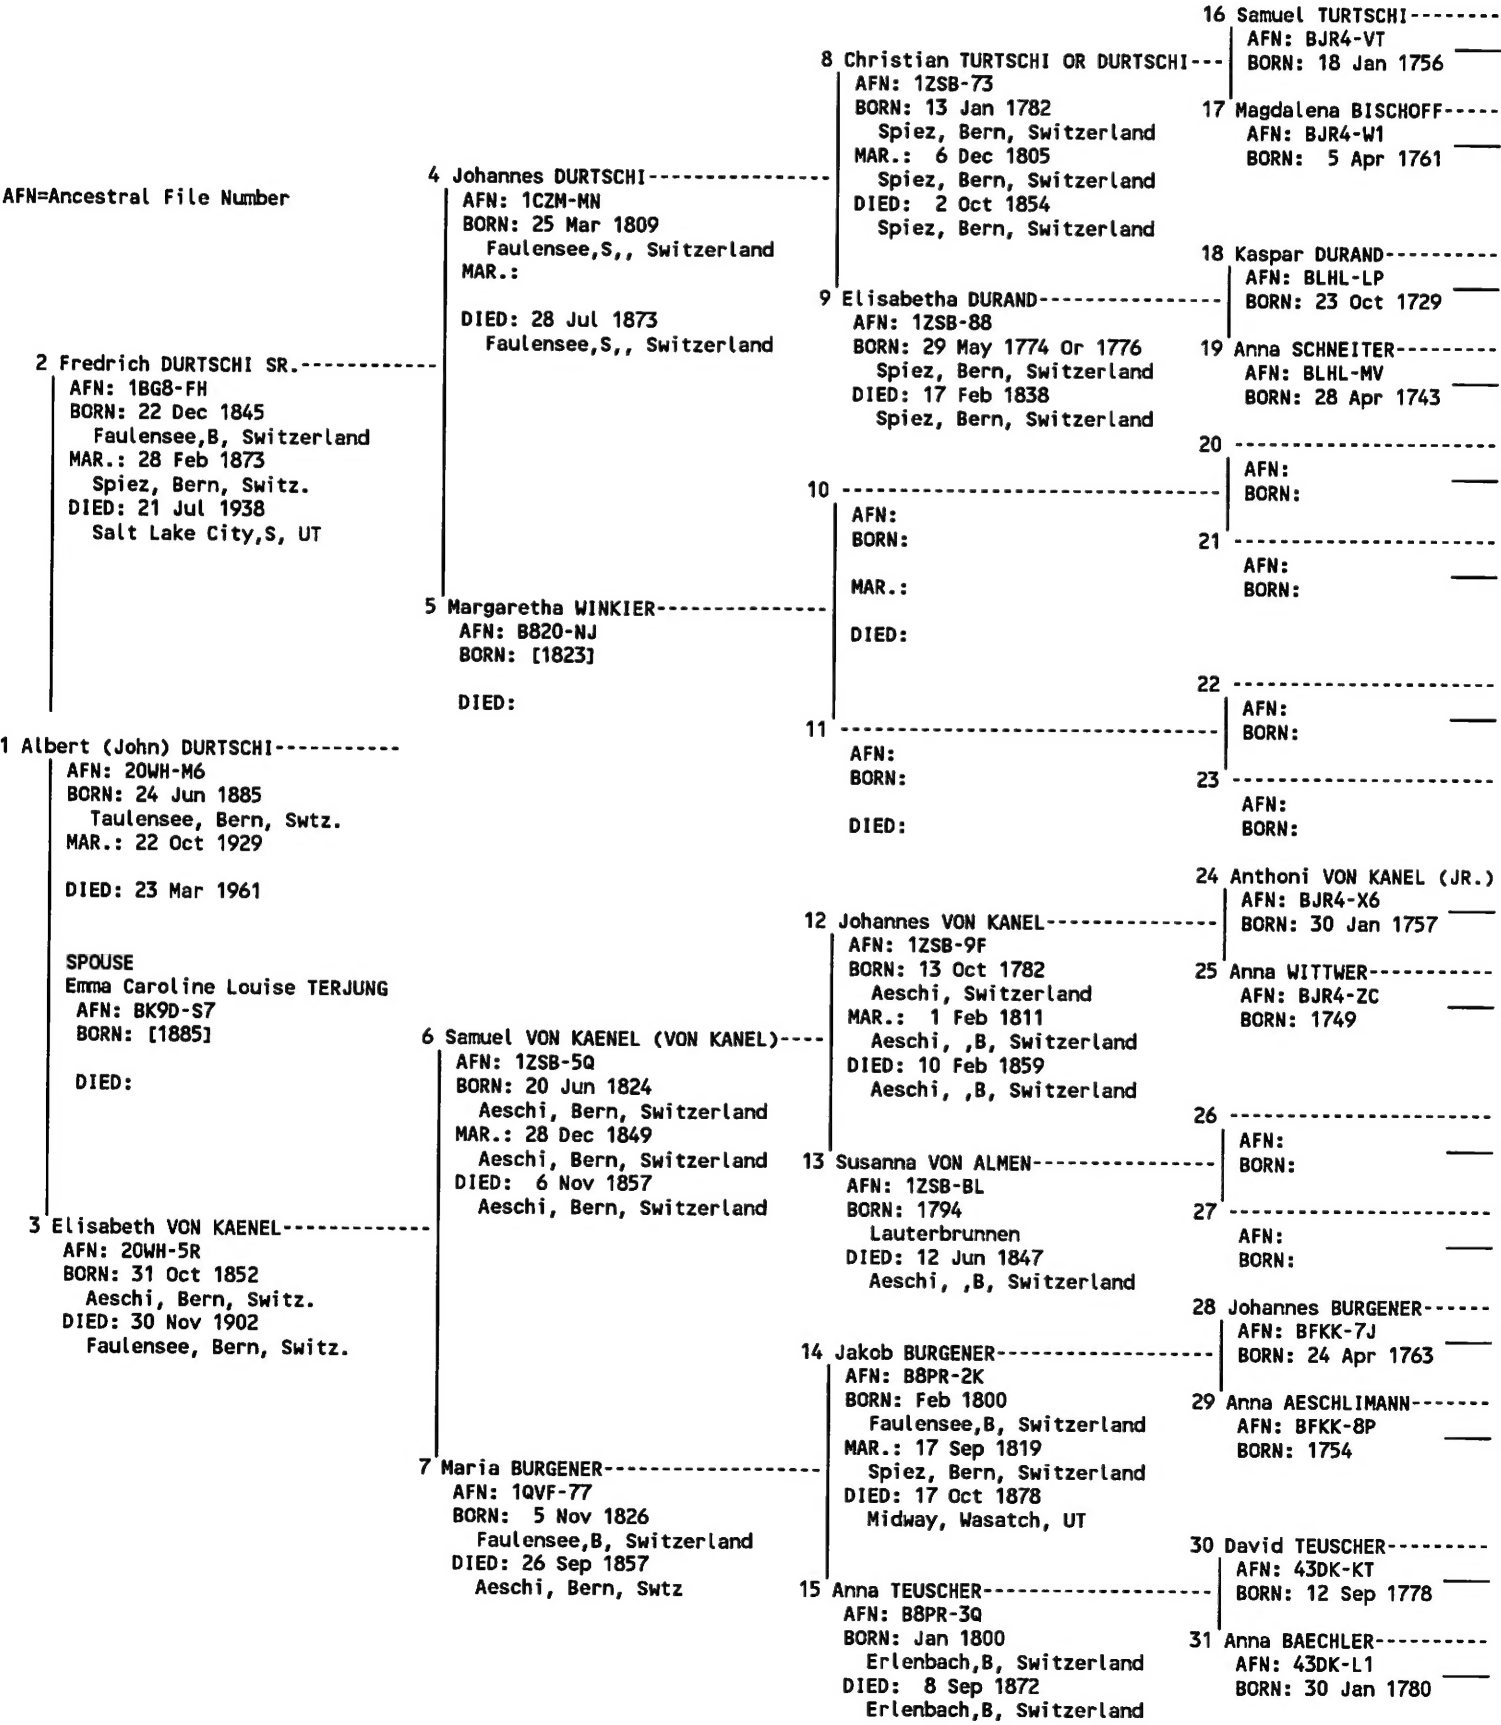 AFN=Ancestral File Number
1 Albert (John) DURTSCHI-----------
AFN: 20WH-M6
BORN: 24 Jun 1885
Taulensee, Bern, Swtz.
MAR.: 22 Oct 1929
DIED: 23 Mar 1961
SPOUSE
Emma Caroline Louise TERJUNG
AFN: BK9D-S7
BORN: [1885]
DIED:
2 Fredrich DURTSCHI SR.------------
AFN: 1BG8-FH
BORN: 22 Dec 1845
Faulensee,B, Switzerland
MAR.: 28 Feb 1873
Spiez, Bern, Switz.
DIED: 21 Jul 1938
Salt Lake City,S, UT
3 Elisabeth VON KAENEL-------------
AFN: 20WH-5R
BORN: 31 Oct 1852
Aeschi, Bern, Switz.
DIED: 30 Nov 1902
Faulensee, Bern, Switz.
4 Johannes DURTSCHI----------------
AFN: 1CZM-MN
BORN: 25 Mar 1809
Faulensee,S,, Switzerland
MAR.:
DIED: 28 Jul 1873
Faulensee,S,, Switzerland
5 Margaretha WINKIER---------------
AFN: B820-NJ
BORN: [1823]
DIED:
6 Samuel VON KAENEL (VON KANEL)----
AFN: 1ZSB-5Q
BORN: 20 Jun 1824
Aeschi, Bern, Switzerland
MAR.: 28 Dec 1849
Aeschi, Bern, Switzerland
DIED: 6 Nov 1857
Aeschi, Bern, Switzerland
7 Maria BURGENER-------------------
AFN: 1QVF-77
BORN: 5 Nov 1826
Faulensee,B, Switzerland
DIED: 26 Sep 1857
Aeschi, Bern, Swtz
8 Christian TURTSCHI OR DURTSCHI---
AFN: 1ZSB-73
BORN: 13 Jan 1782
Spiez, Bern, Switzerland
MAR.: 6 Dec 1805
Spiez, Bern, Switzerland
DIED: 2 Oct 1854
Spiez, Bern, Switzerland
9 Elisabetha DURAND----------------
AFN: 1ZSB-88
BORN: 29 May 1774 Or 1776
Spiez, Bern, Switzerland
DIED: 17 Feb 1838
Spiez, Bern, Switzerland
10 ---------------------------------
AFN:
BORN:
MAR.:
DIED:
11 ---------------------------------
AFN:
BORN:
DIED:
12 Johannes VON KANEL---------------
AFN: 1ZSB-9F
BORN: 13 Oct 1782
Aeschi, Switzerland
MAR.: 1 Feb 1811
Aeschi, ,B, Switzerland
DIED: 10 Feb 1859
Aeschi, ,B, Switzerland
13 Susanna VON ALMEN----------------
AFN: 1ZSB-BL
BORN: 1794
Lauterbrunnen
DIED: 12 Jun 1847
Aeschi, ,B, Switzerland
14 Jakob BURGENER-------------------
AFN: B8PR-2K
BORN: Feb 1800
Faulensee,B, Switzerland
MAR.: 17 Sep 1819
Spiez, Bern, Switzerland
DIED: 17 Oct 1878
Midway, Wasatch, UT
15 Anna TEUSCHER--------------------
AFN: B8PR-3Q
BORN: Jan 1800
Erlenbach,B, Switzerland
DIED: 8 Sep 1872
Erlenbach,B, Switzerland
16 Samuel TURTSCHI--------
AFN: BJR4-VT
BORN: 18 Jan 1756
17 Magdalena BISCHOFF-----
AFN: BJR4-W1
BORN: 5 Apr 1761
18 Kaspar DURAND----------
AFN: BLHL-LP
BORN: 23 Oct 1729
19 Anna SCHNEITER---------
AFN: BLHL-MV
BORN: 28 Apr 1743
20 -----------------------
AFN:
BORN:
21 -----------------------
AFN:
BORN:
22 -----------------------
AFN:
BORN:
23 -----------------------
AFN:
BORN:
24 Anthoni VON KANEL (JR.)
AFN: BJR4-X6
BORN: 30 Jan 1757
25 Anna WITTWER-----------
AFN: BJR4-ZC
BORN: 1749
26 -----------------------
AFN:
BORN:
27 -----------------------
AFN:
BORN:
28 Johannes BURGENER------
AFN: BFKK-7J
BORN: 24 Apr 1763
29 Anna AESCHLIMANN-------
AFN: BFKK-8P
BORN: 1754
30 David TEUSCHER---------
AFN: 43DK-KT
BORN: 12 Sep 1778
31 Anna BAECHLER----------
AFN: 43DK-L1
BORN: 30 Jan 1780